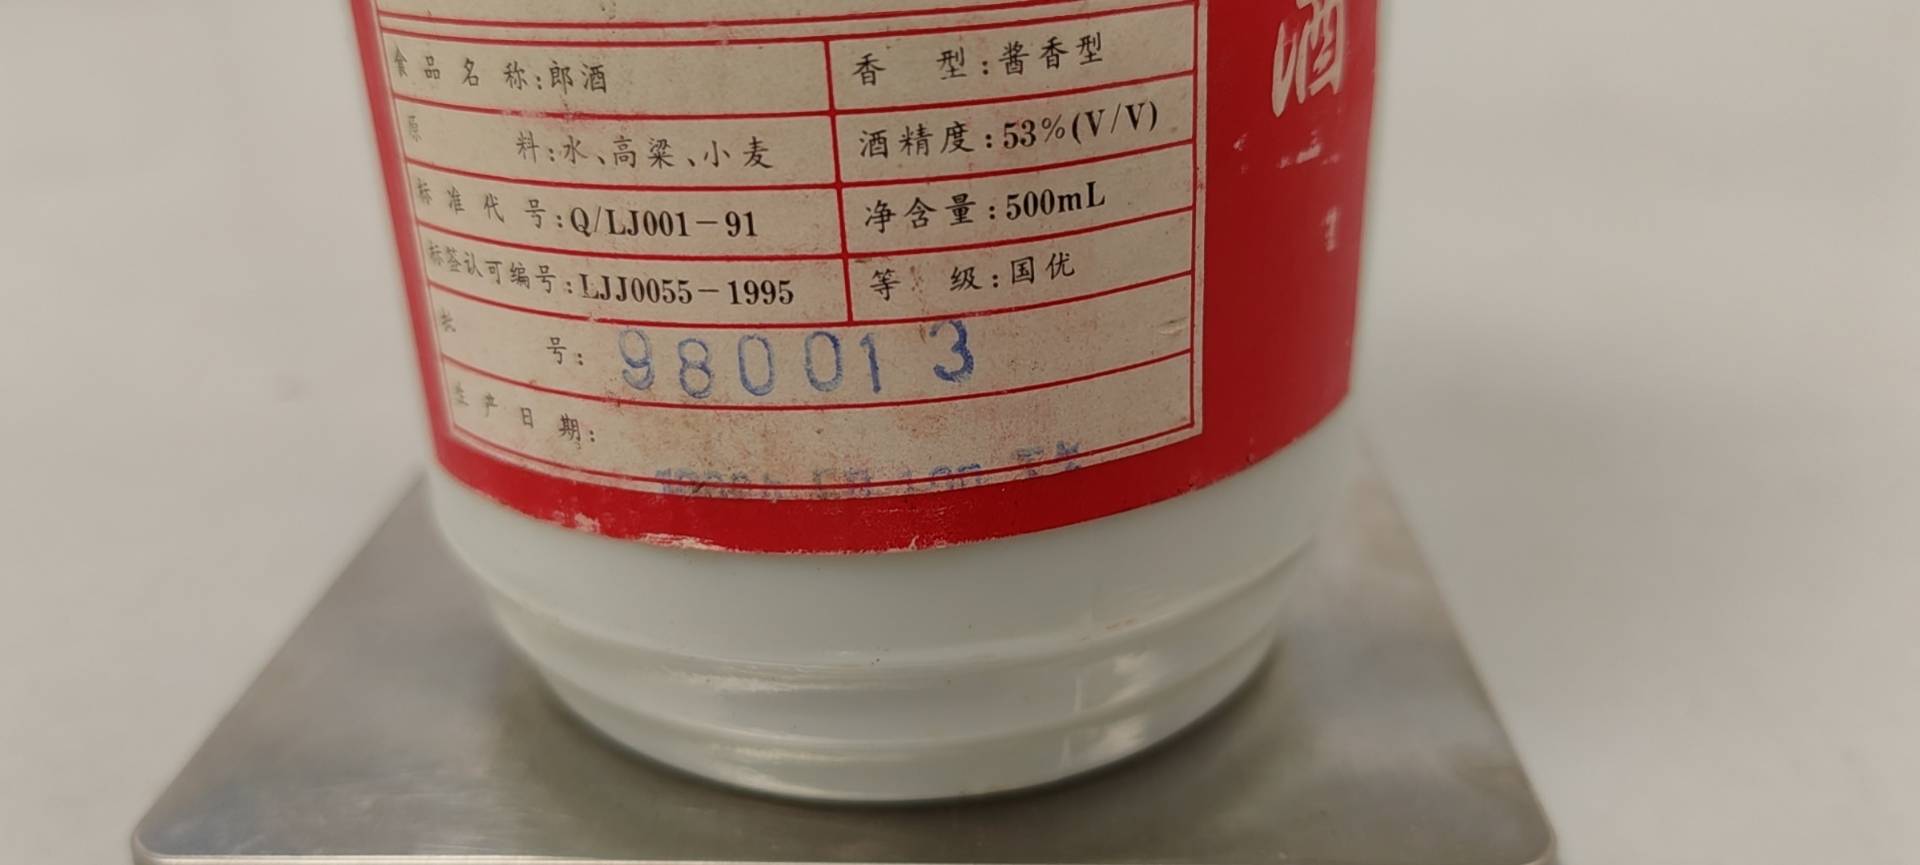 食品名称:郎酒
香型:酱香型
原料:水、高粱、小麦
酒精度:53%(V/V)
标准代号:Q/LJ001-91
净含量:500mL
标签认可编号:LJJ0055-1995
等级:国优
批号:980013
生产日期:
酒